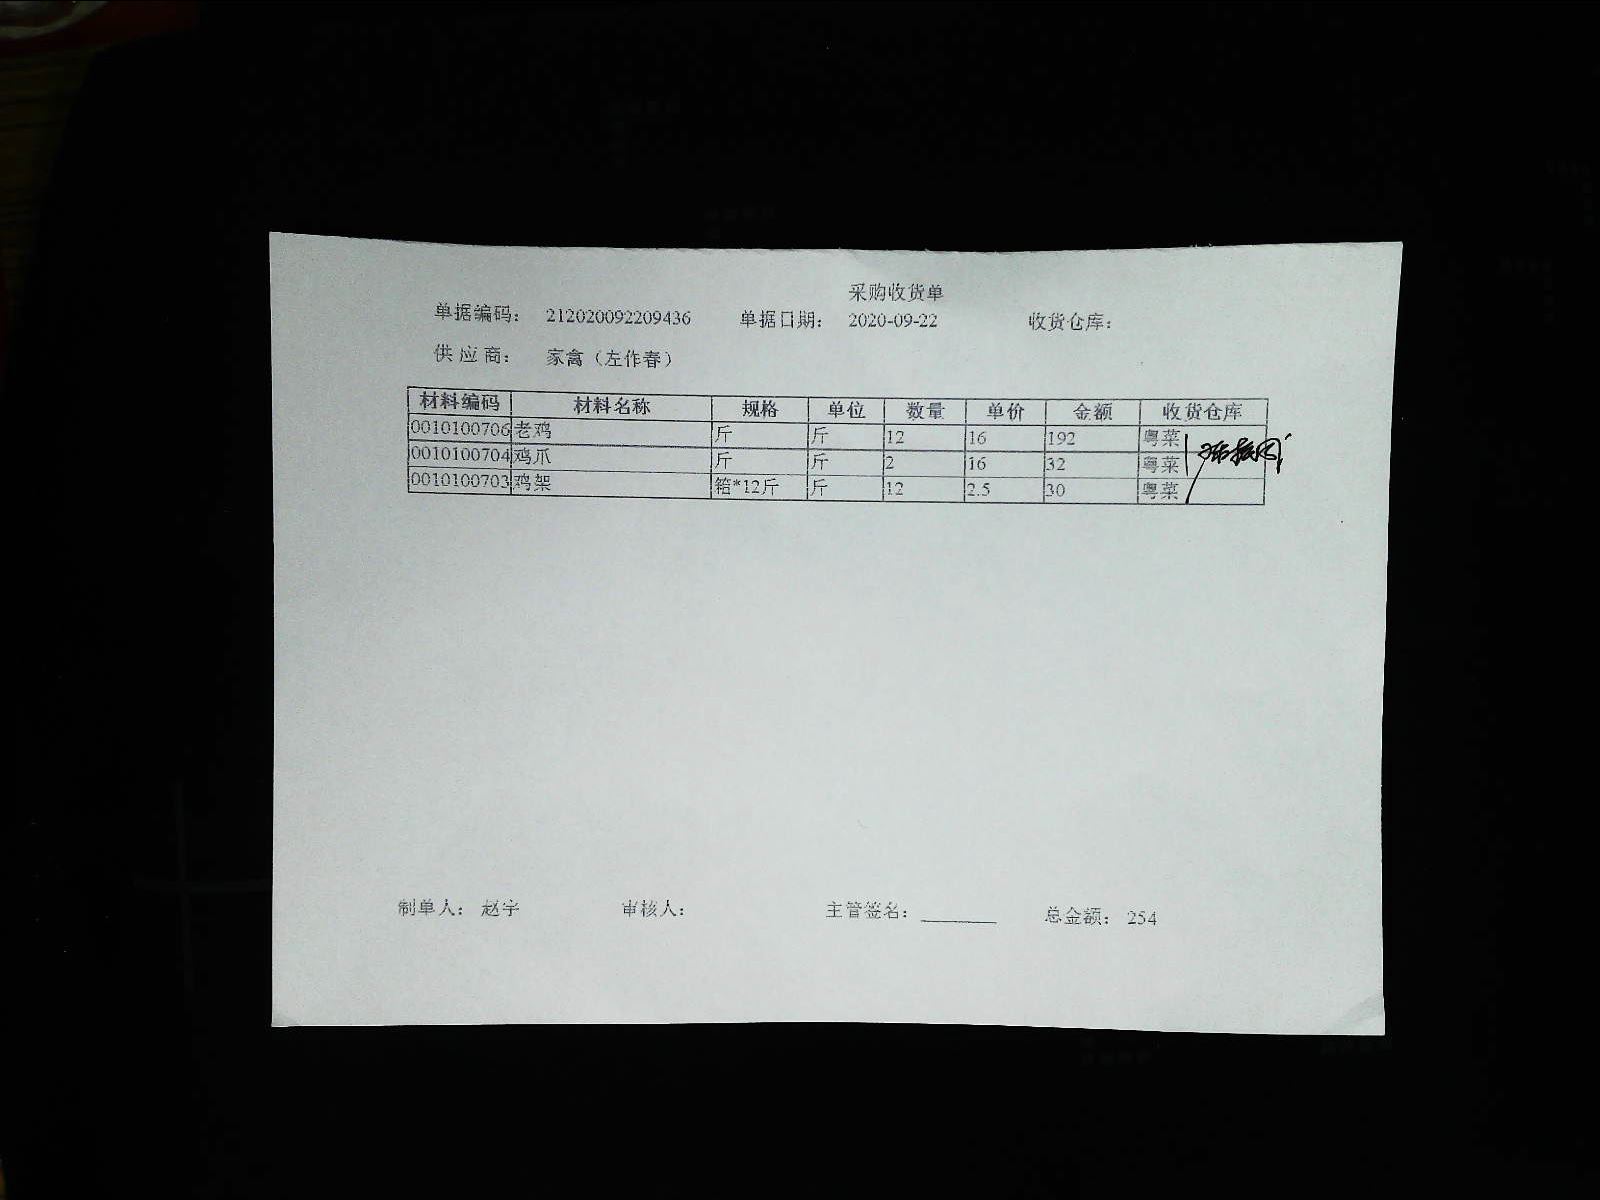 采购收货单
单据编码： 212020092209436 单据日期： 2020-09-22 收货仓库：
供 应 商： 家禽（左作春）
材料编码 材料名称 规格 单位 数量 单价 金额 收货仓库
0010100706 老鸡 斤 斤 12 16 192 粤菜
0010100704 鸡爪 斤 斤 2 16 32 粤菜
0010100703 鸡架 箱*12斤 斤 12 2.5 30 粤菜
制单人： 赵宇 审核人： 主管签名： ________ 总金额： 254